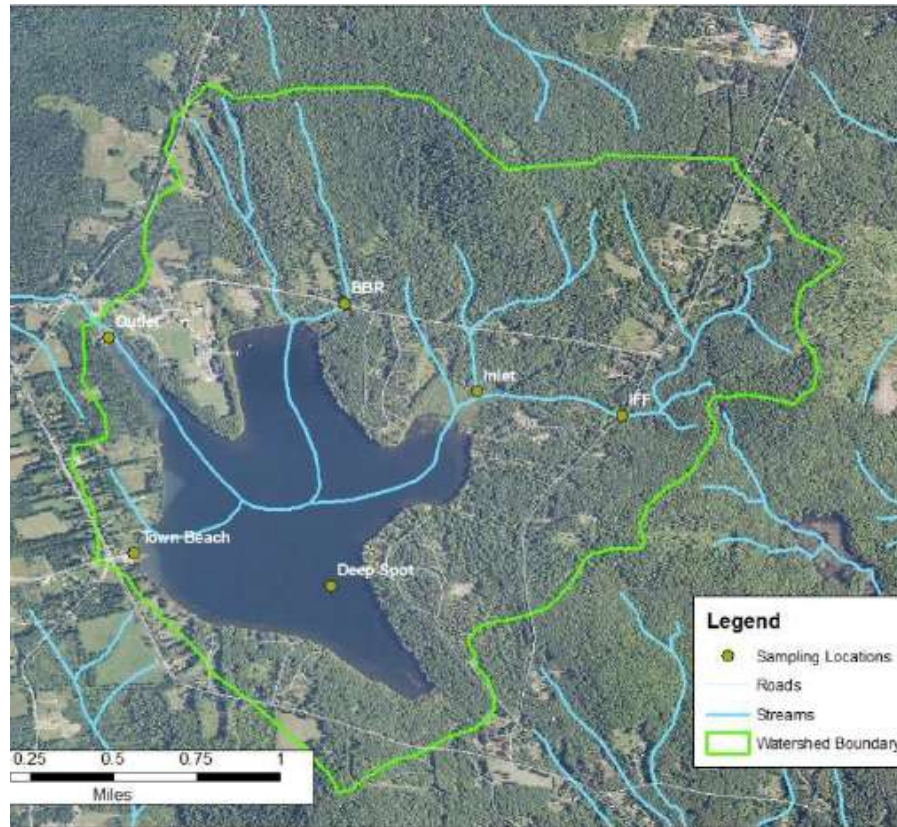 BBR
Outlet
Inlet
IFF
Town Beach
Deep Spot
Legend
Sampling Locations
Roads
Streams
Watershed Boundary
0.25 0.5 0.75 1
Miles